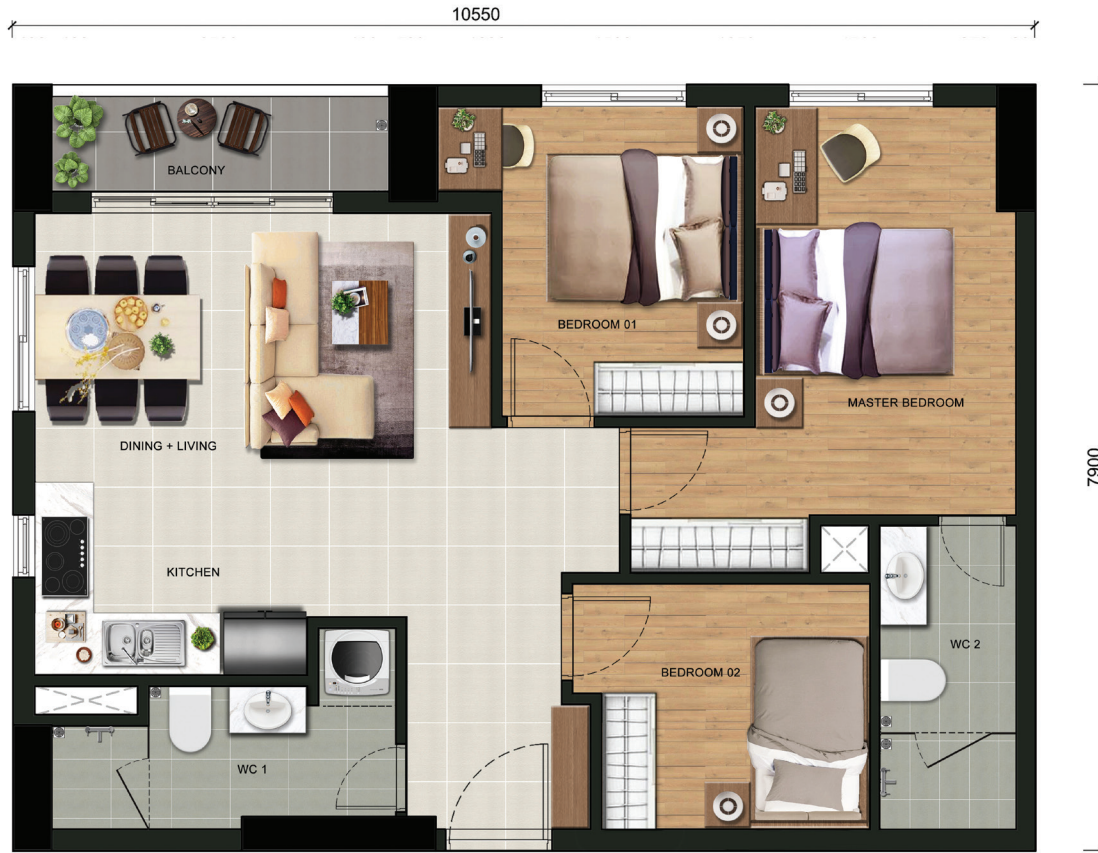 10550
BALCONY
BEDROOM 01
MASTER BEDROOM
DINING + LIVING
7900
KITCHEN
WC 2
BEDROOM 02
WC 1